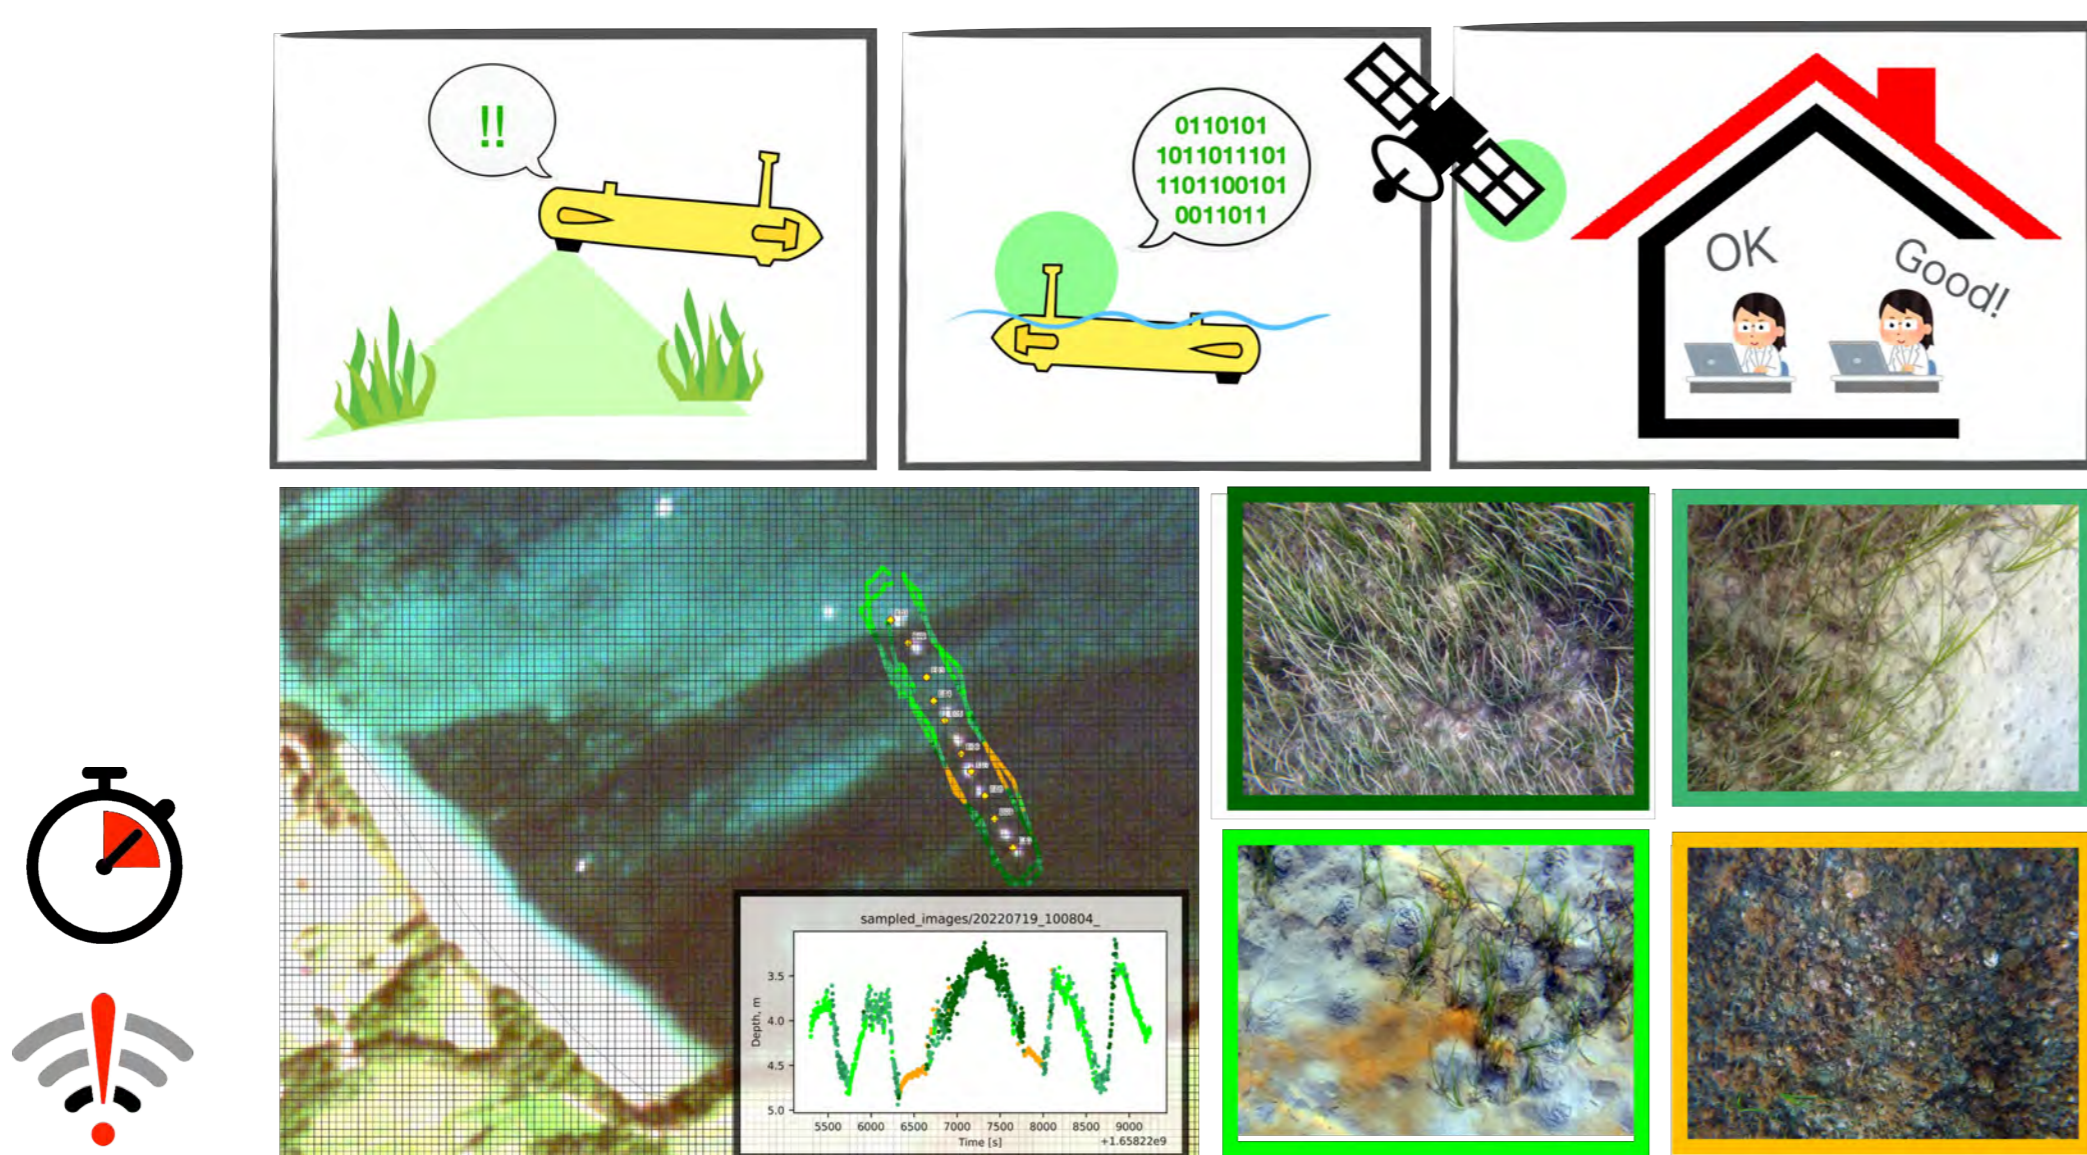 !!
0110101
1011011101
1101100101
0011011
OK
Good!
sampled_images/20220719_100804_
Depth, m
3.5
4.0
4.5
5.0
5500 6000 6500 7000 7500 8000 8500 9000
Time [s]
+1.65822e9